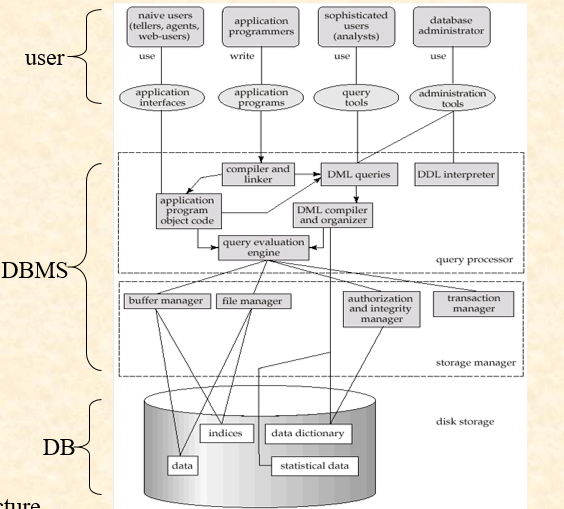 naive users
(tellers, agents,
web-users)
application
programmers
sophisticated
users
(analysts)
database
administrator
user
use
write
use
use
application
interfaces
application
programs
query
tools
administration
tools
compiler and
linker
DML queries
DDL interpreter
application
program
object code
DML compiler
and organizer
query evaluation
engine
query processor
DBMS
buffer manager
file manager
authorization
and integrity
manager
transaction
manager
storage manager
DB
disk storage
indices
data dictionary
data
statistical data
cture